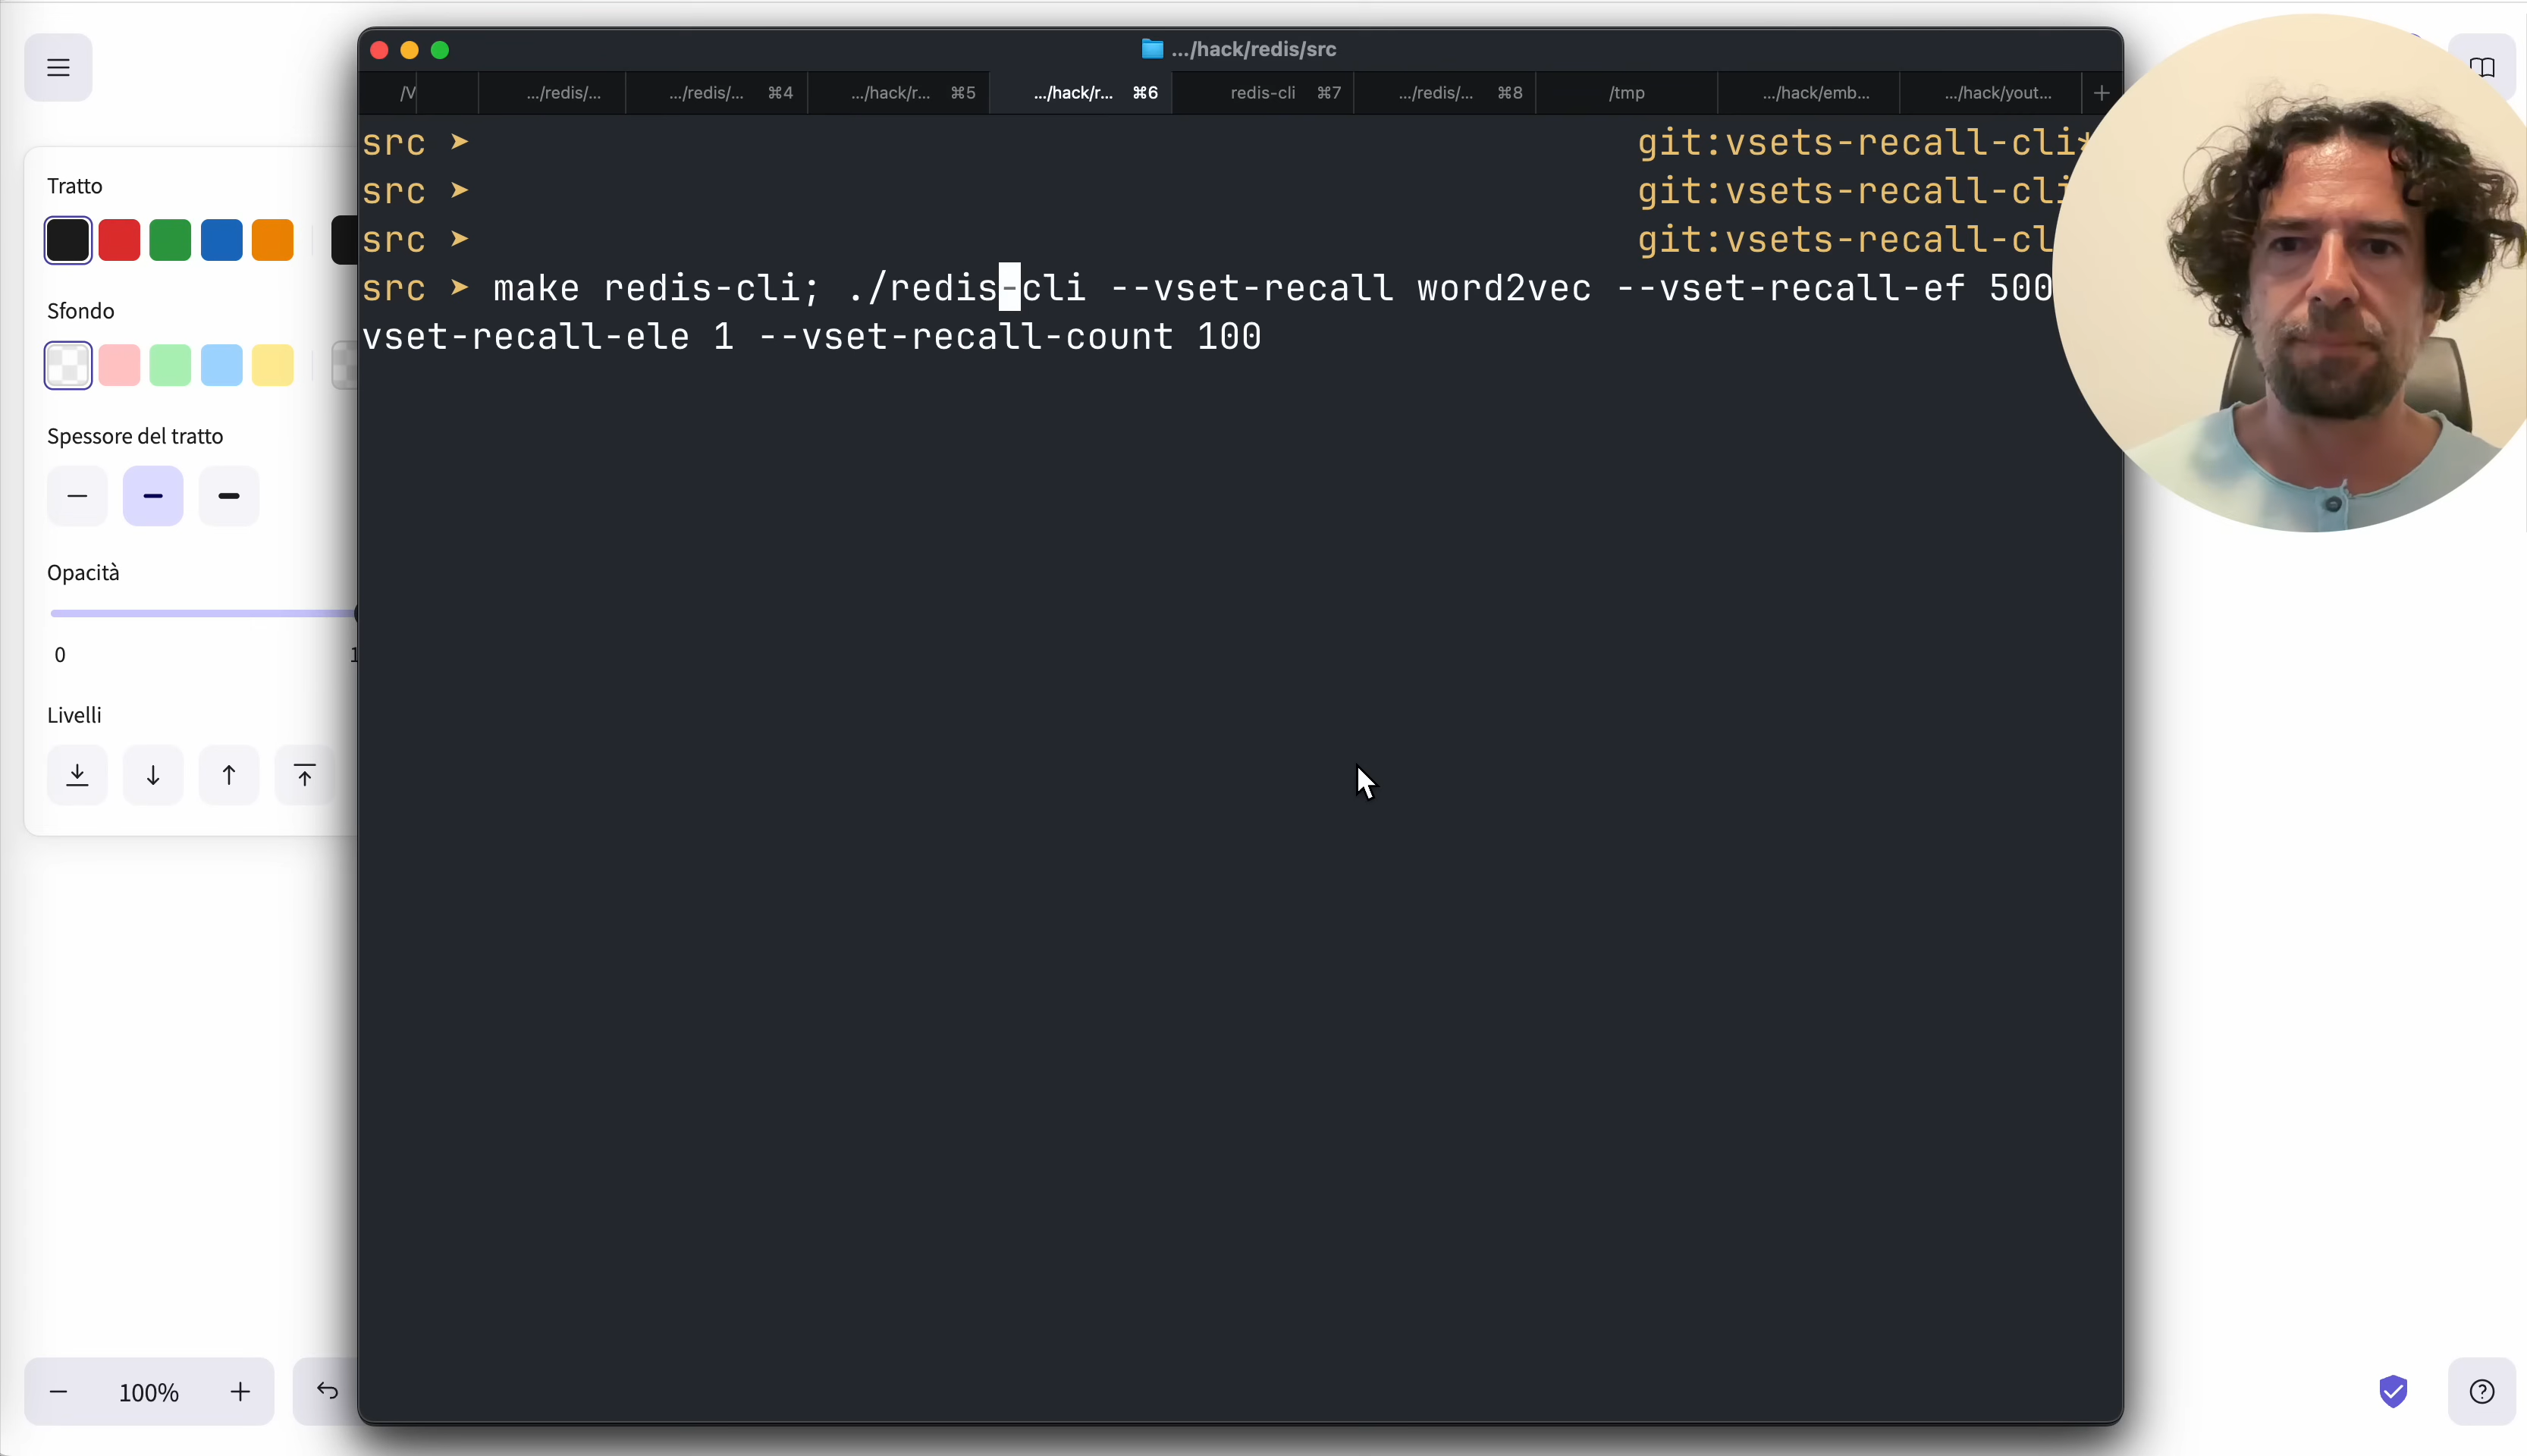 .../hack/redis/src
/V
.../redis/...
.../redis/... ⌘4
.../hack/r... ⌘5
.../hack/r... ⌘6
redis-cli ⌘7
.../redis/... ⌘8
/tmp
.../hack/emb...
.../hack/yout...
src ➤ git:vsets-recall-cli*
src ➤ git:vsets-recall-cli
src ➤ git:vsets-recall-cl
src ➤ make redis-cli; ./redis-cli --vset-recall word2vec --vset-recall-ef 500
vset-recall-ele 1 --vset-recall-count 100
Tratto
Sfondo
Spessore del tratto
Opacità
0
1
Livelli
100%